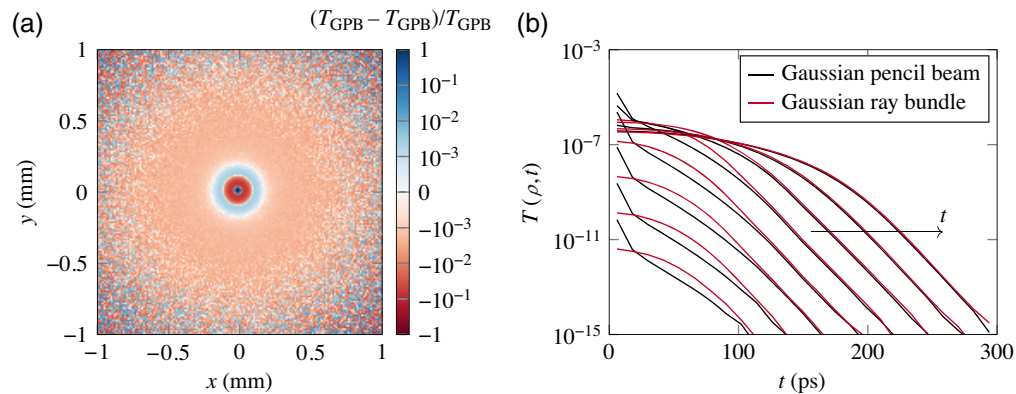 (a)
(T_GPB – T_GPB)/T_GPB
1
0.5
0
−0.5
−1
y (mm)
−1
−0.5
0
0.5
1
x (mm)
1
10^−1
10^−2
10^−3
0
−10^−3
−10^−2
−10^−1
−1
(b)
10^−3
10^−7
10^−11
10^−15
T (ρ,t)
Gaussian pencil beam
Gaussian ray bundle
t
0
100
200
300
t (ps)